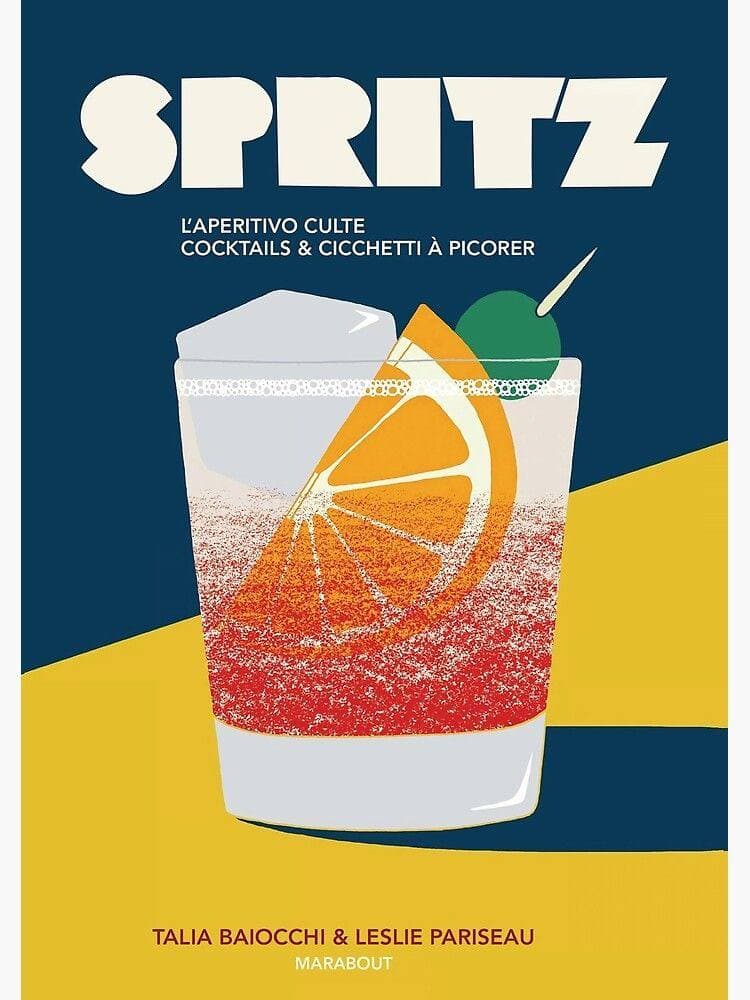 SPRITZ
L'APERITIVO CULTE
COCKTAILS & CICCHETTI À PICORER
TALIA BAIOCCHI & LESLIE PARISEAU
MARABOUT